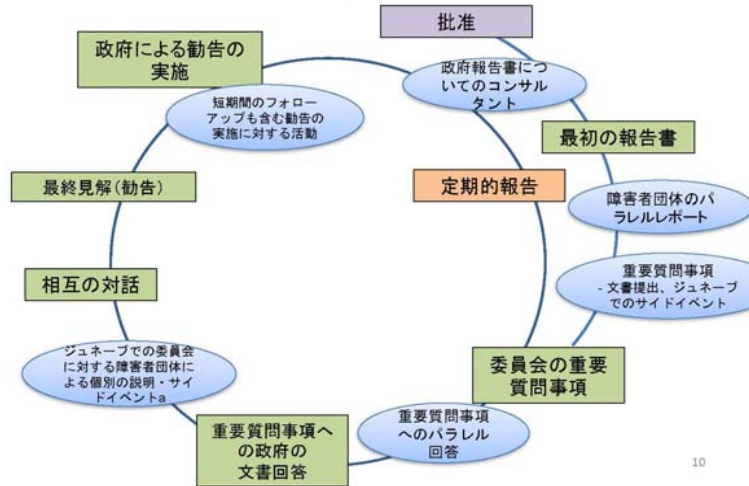 批准
政府による勧告の
実施
政府報告書につ
いてのコンサル
タント
短期間のフォロー
アップも含む勧告の
実施に対する活動
最初の報告書
最終見解（勧告）
定期的報告
障害者団体のパ
ラレルレポート
相互の対話
重要質問事項
- 文書提出、ジュネーブ
でのサイドイベント
ジュネーブでの委員会
に対する障害者団体に
よる個別の説明・サイ
ドイベントa
委員会の重要
質問事項
重要質問事項へ
の政府の
文書回答
重要質問事項
へのパラレル
回答
10